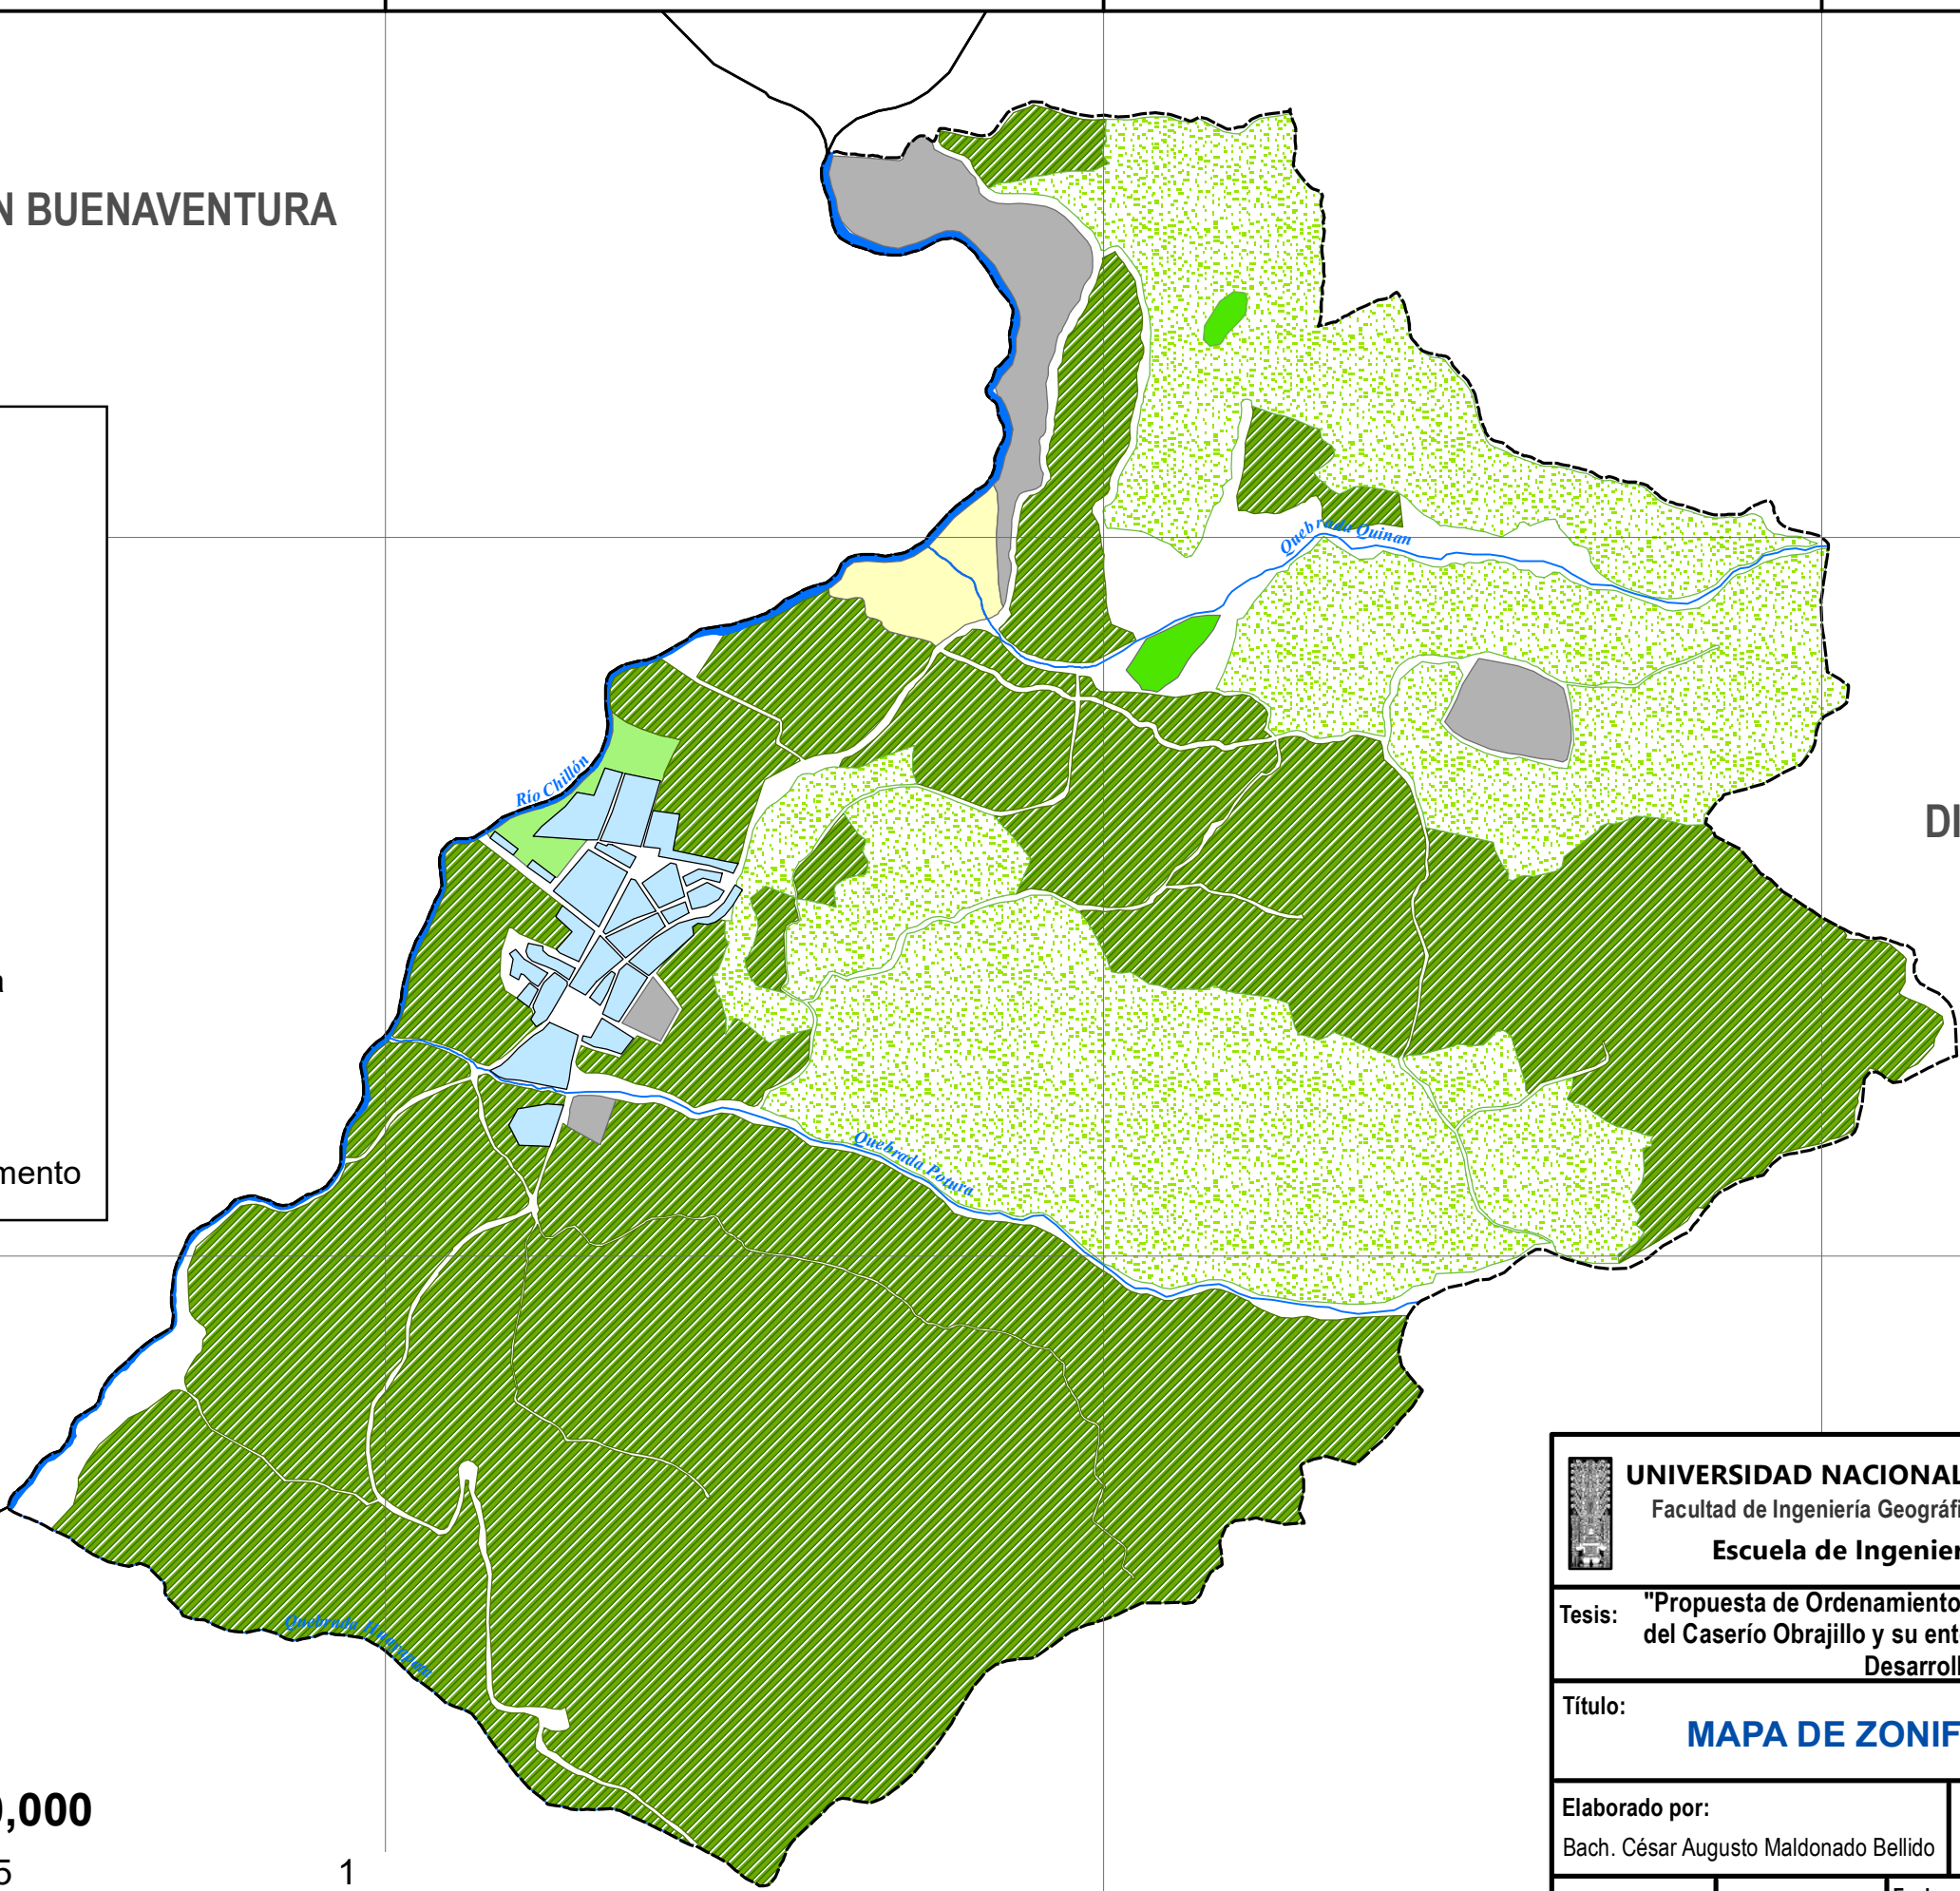 N BUENAVENTURA
Quebrada Quinan
Río Chillón
DI
Quebrada Potura
mento
UNIVERSIDAD NACIONAL
Facultad de Ingeniería Geográfi
Escuela de Ingenier
Tesis:
"Propuesta de Ordenamiento
del Caserío Obrajillo y su ent
Desarroll
Título:
MAPA DE ZONIF
Quebrada
0,000
5
1
Elaborado por:
Bach. César Augusto Maldonado Bellido